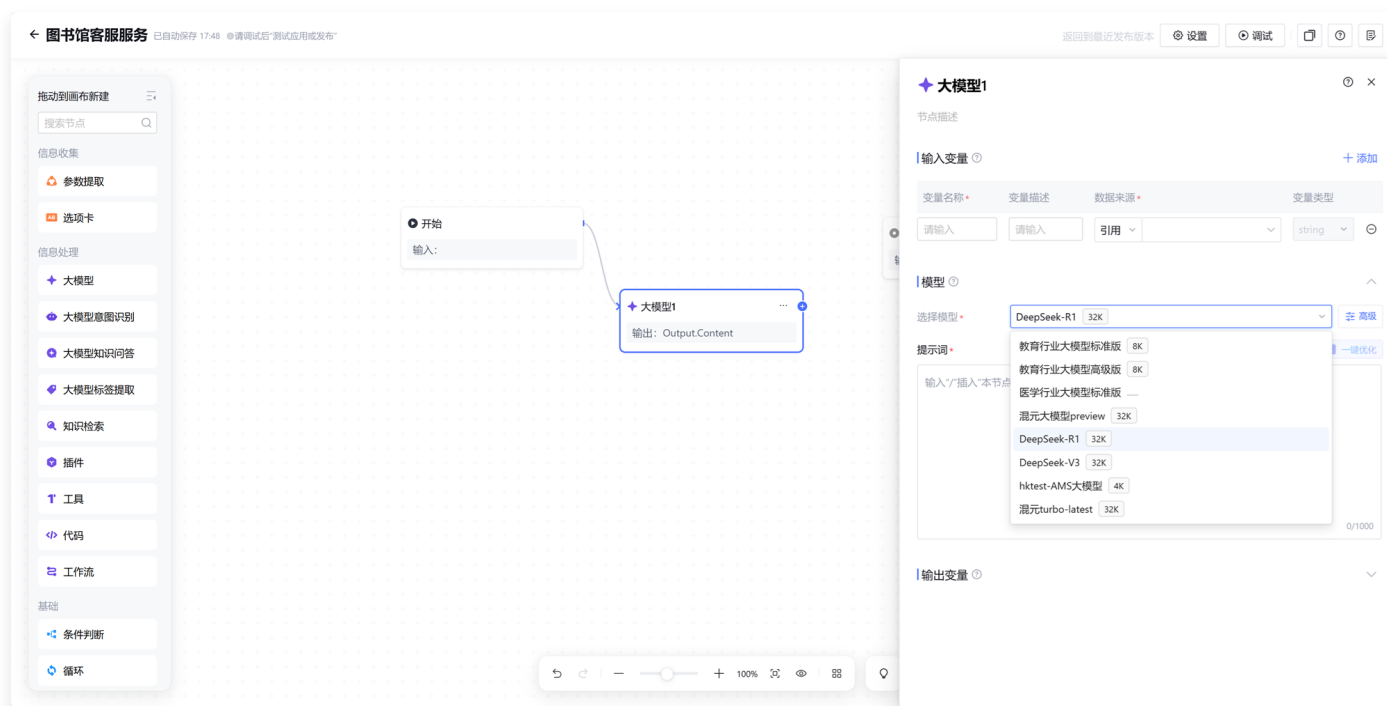 图书馆客服服务 已自动保存 17:48 请调试后"测试应用或发布"
返回到最近发布版本 设置 调试
拖动到画布新建
搜索节点
信息收集
参数提取
选项卡
信息处理
大模型
大模型意图识别
大模型知识问答
大模型标签提取
知识检索
插件
工具
代码
工作流
基础
条件判断
循环
开始
输入：
大模型1 ...
输出：Output.Content
100%
大模型1
节点描述
输入变量 + 添加
变量名称* 变量描述 数据来源* 变量类型
请输入 请输入 引用 string
模型
选择模型* DeepSeek-R1 32K 高级
提示词* 一键优化
输入"/"插入"本节点
教育行业大模型标准版 8K
教育行业大模型高级版 8K
医学行业大模型标准版
混元大模型preview 32K
DeepSeek-R1 32K
DeepSeek-V3 32K
hktest-AMS大模型 4K
混元turbo-latest 32K
0/1000
输出变量